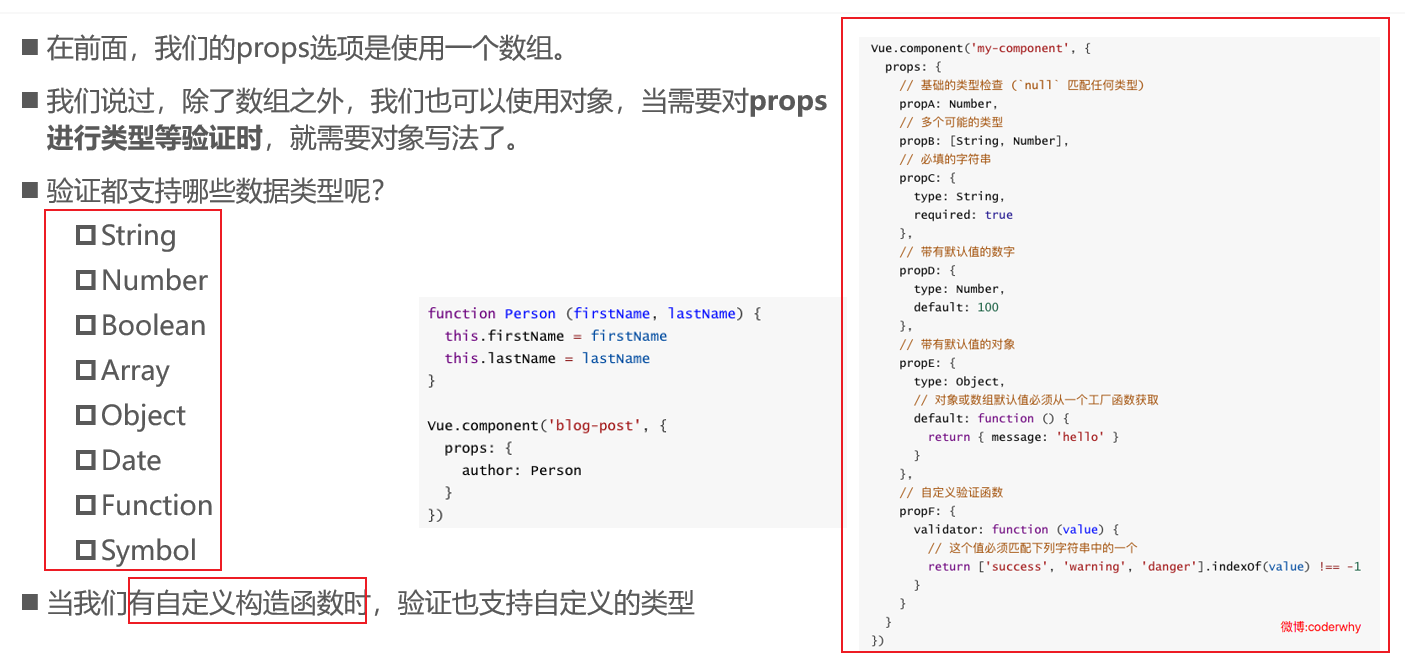 在前面，我们的props选项是使用一个数组。
我们说过，除了数组之外，我们也可以使用对象，当需要对props
进行类型等验证时，就需要对象写法了。
验证都支持哪些数据类型呢？
String
Number
Boolean
Array
Object
Date
Function
Symbol
当我们有自定义构造函数时，验证也支持自定义的类型
function Person (firstName, lastName) {
  this.firstName = firstName
  this.lastName = lastName
}
Vue.component('blog-post', {
  props: {
    author: Person
  }
})
Vue.component('my-component', {
  props: {
    // 基础的类型检查 (`null` 匹配任何类型)
    propA: Number,
    // 多个可能的类型
    propB: [String, Number],
    // 必填的字符串
    propC: {
      type: String,
      required: true
    },
    // 带有默认值的数字
    propD: {
      type: Number,
      default: 100
    },
    // 带有默认值的对象
    propE: {
      type: Object,
      // 对象或数组默认值必须从一个工厂函数获取
      default: function () {
        return { message: 'hello' }
      }
    },
    // 自定义验证函数
    propF: {
      validator: function (value) {
        // 这个值必须匹配下列字符串中的一个
        return ['success', 'warning', 'danger'].indexOf(value) !== -1
      }
    }
  }
})
微博:coderwhy